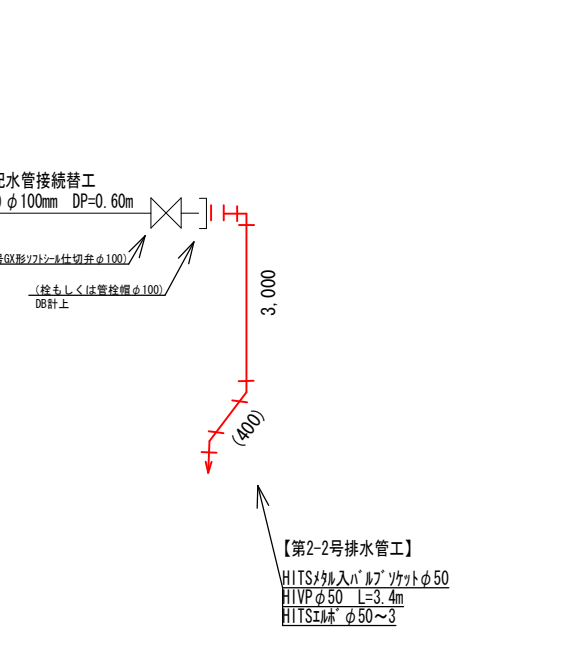 水管接続替工
φ100mm DP=0.60m
GX形ソフトシール仕切弁φ100)
(栓もしくは管栓帽φ100)
DB計上
3,000
(400)
【第2-2号排水管工】
HITSメタル入バルブソケットφ50
HIVPφ50 L=3.4m
HITSエルボφ50～3